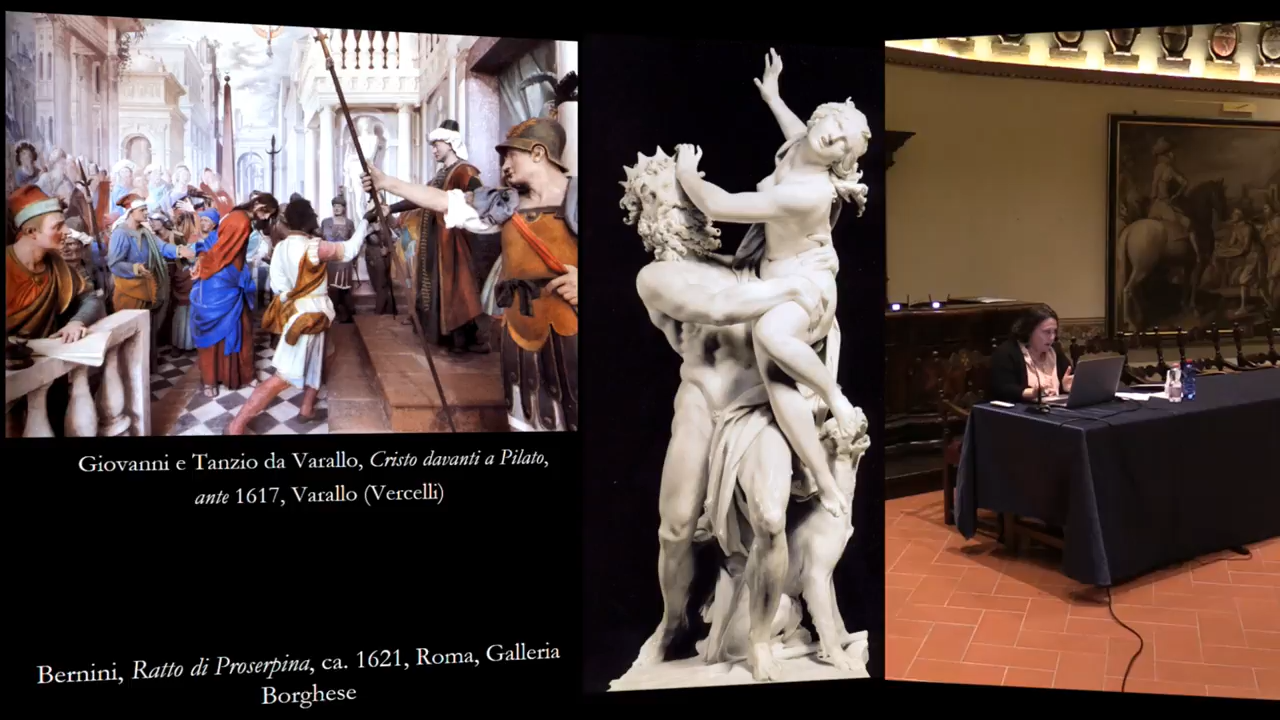 Giovanni e Tanzio da Varallo, Cristo davanti a Pilato,
ante 1617, Varallo (Vercelli)
Bernini, Ratto di Proserpina, ca. 1621, Roma, Galleria
Borghese